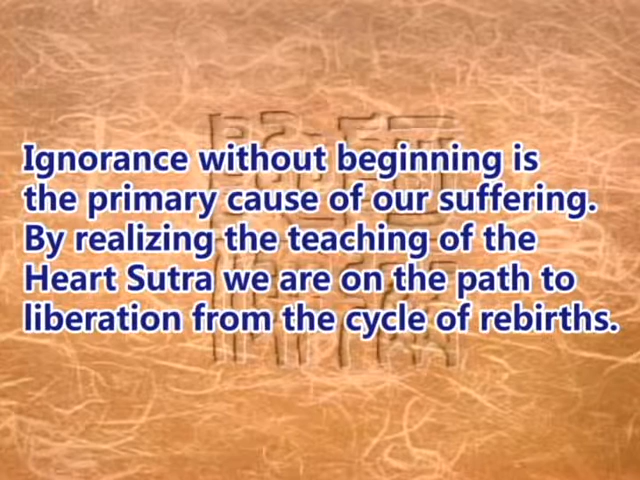 Ignorance without beginning is
the primary cause of our suffering.
By realizing the teaching of the
Heart Sutra we are on the path to
liberation from the cycle of rebirths.